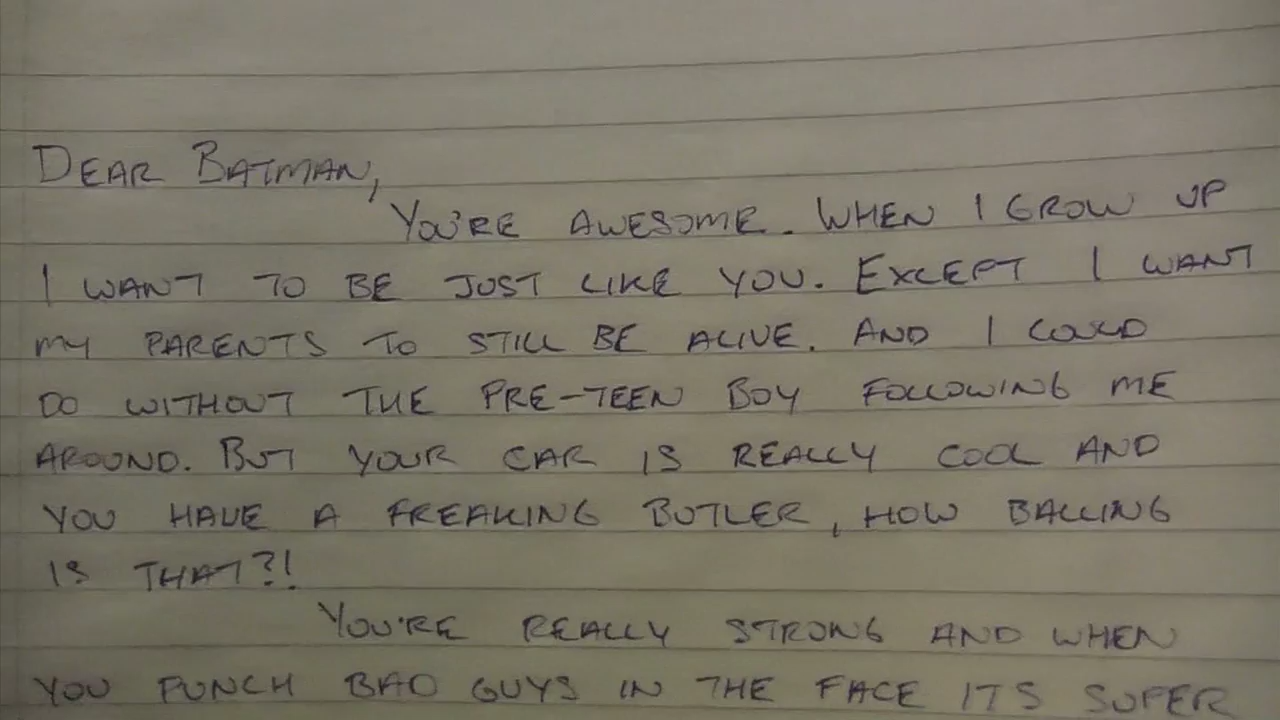 DEAR BATMAN,
YOU'RE AWESOME. WHEN I GROW UP
I WANT TO BE JUST LIKE YOU. EXCEPT I WANT
MY PARENTS TO STILL BE ALIVE. AND I COULD
DO WITHOUT THE PRE-TEEN BOY FOLLOWING ME
AROUND. BUT YOUR CAR IS REALLY COOL AND
YOU HAVE A FREAKING BUTLER, HOW BALLING
IS THAT?!
YOU'RE REALLY STRONG AND WHEN
YOU PUNCH BAD GUYS IN THE FACE ITS SUPER